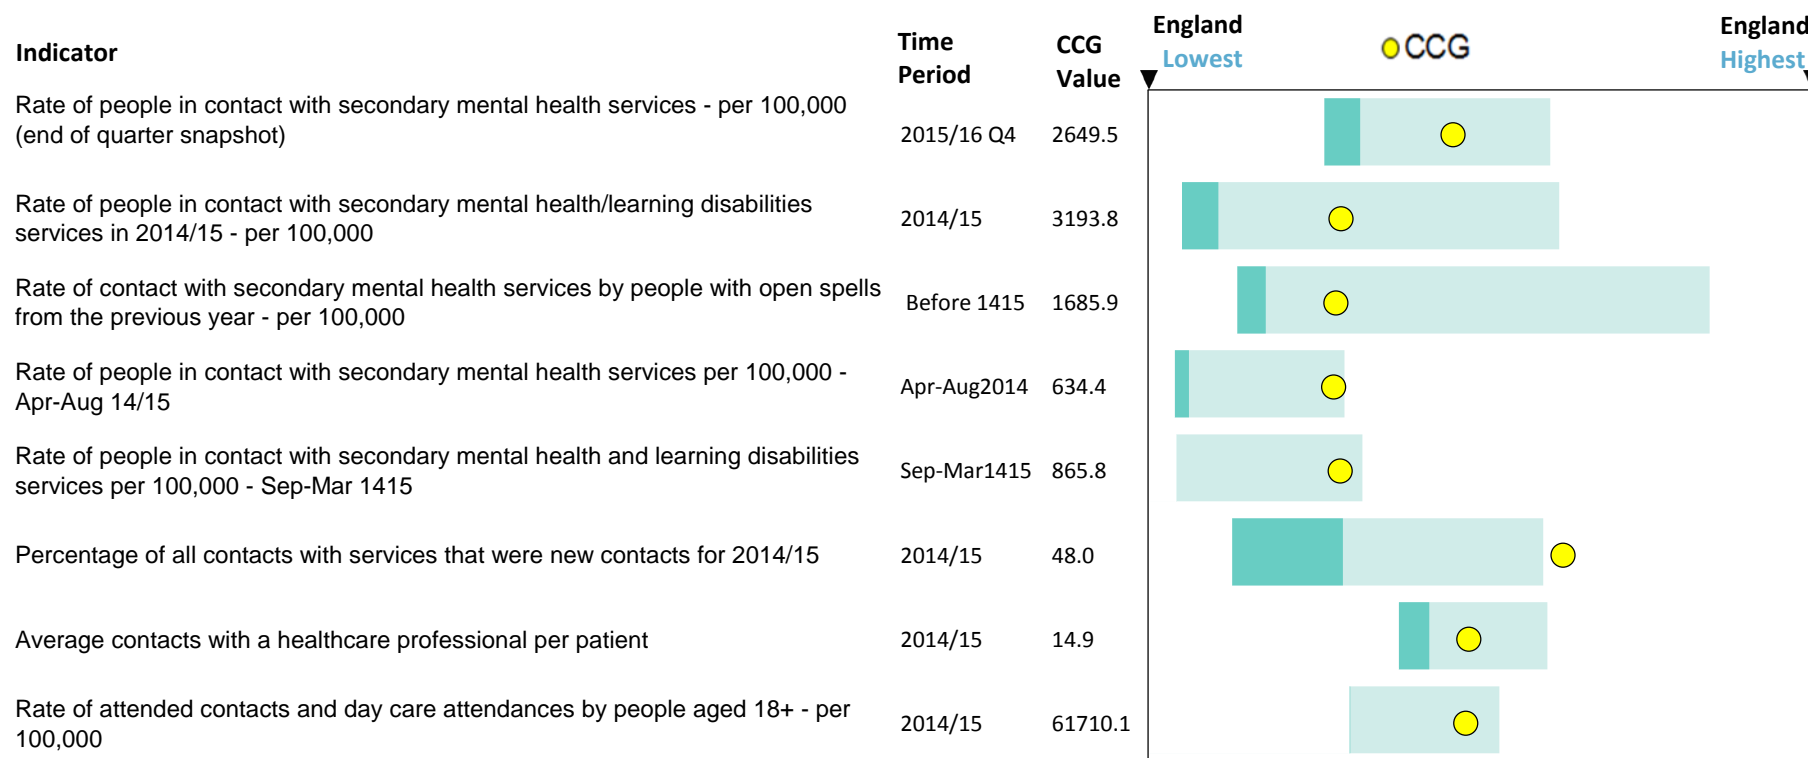 Indicator
Time
Period
CCG
Value
England
Lowest
CCG
England
Highest
Rate of people in contact with secondary mental health services - per 100,000
(end of quarter snapshot)
2015/16 Q4
2649.5
Rate of people in contact with secondary mental health/learning disabilities
services in 2014/15 - per 100,000
2014/15
3193.8
Rate of contact with secondary mental health services by people with open spells
from the previous year - per 100,000
Before 1415
1685.9
Rate of people in contact with secondary mental health services per 100,000 -
Apr-Aug 14/15
Apr-Aug2014
634.4
Rate of people in contact with secondary mental health and learning disabilities
services per 100,000 - Sep-Mar 1415
Sep-Mar1415
865.8
Percentage of all contacts with services that were new contacts for 2014/15
2014/15
48.0
Average contacts with a healthcare professional per patient
2014/15
14.9
Rate of attended contacts and day care attendances by people aged 18+ - per
100,000
2014/15
61710.1